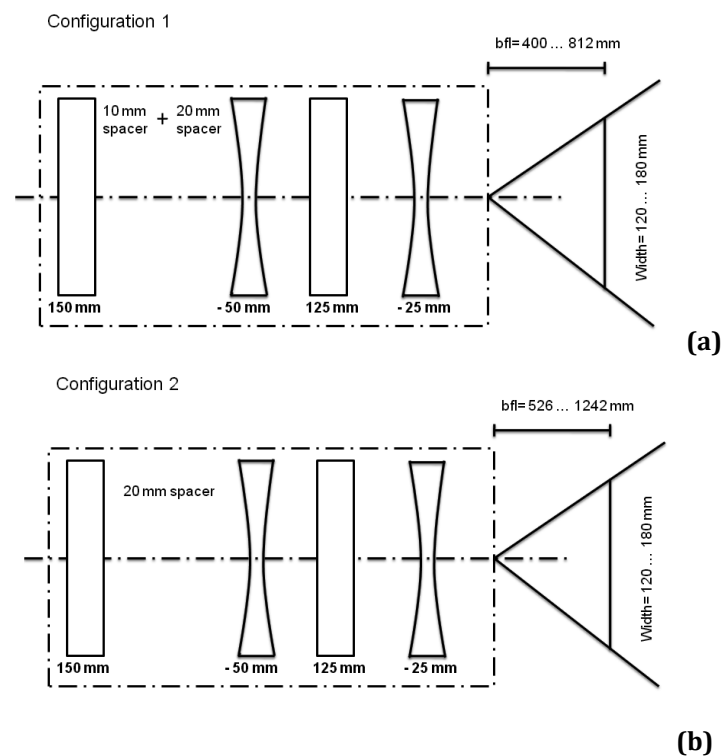 Configuration 1
bfl= 400 ... 812 mm
10 mm spacer + 20 mm spacer
Width= 120 ... 180 mm
150 mm
- 50 mm
125 mm
- 25 mm
(a)
Configuration 2
bfl= 526 ... 1242 mm
20 mm spacer
Width= 120 ... 180 mm
150 mm
- 50 mm
125 mm
- 25 mm
(b)